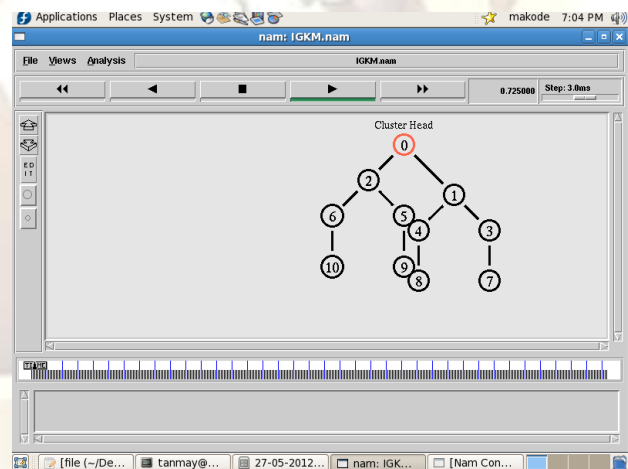 Applications Places System makode 7:04 PM
nam: IGKM.nam
File Views Analysis IGKM.nam
0.725000 Step: 3.0ms
E D
I T
Cluster Head
0
2
1
6 5
4 3
10 9
8 7
TIME
[file (~/De... tanmay@... 27-05-2012... nam: IGK... [Nam Con...